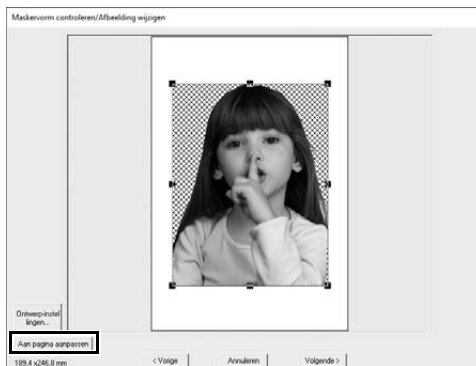 Maskervorm controleren/Afbeelding wijzigen
Ontwerp-instel
lingen...
Aan pagina aanpassen
189.4 x246.8 mm
< Vorige
Annuleren
Volgende >